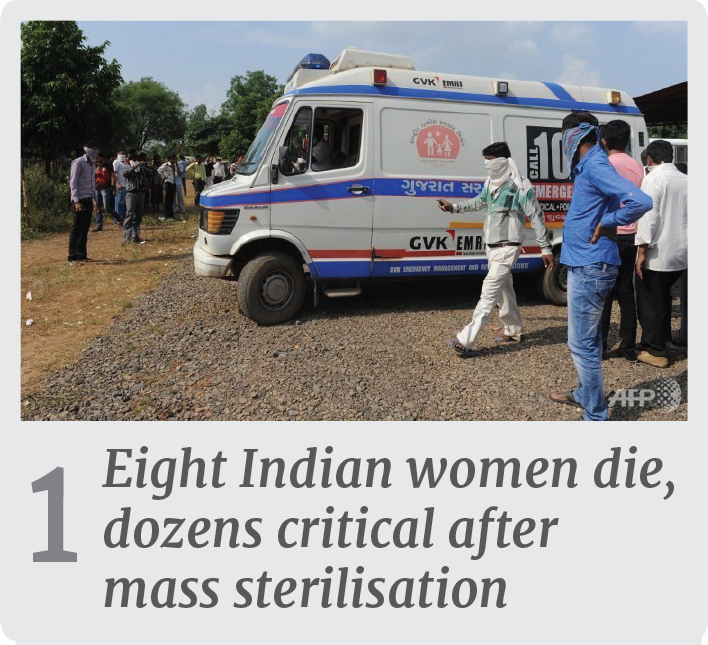 GVK EMRI
CALL 10
ગુજરાત સર
EMERGE
GVK EMRI
GVK EMERGENCY MANAGEMENT AND RE
AFP
1
Eight Indian women die,
dozens critical after
mass sterilisation